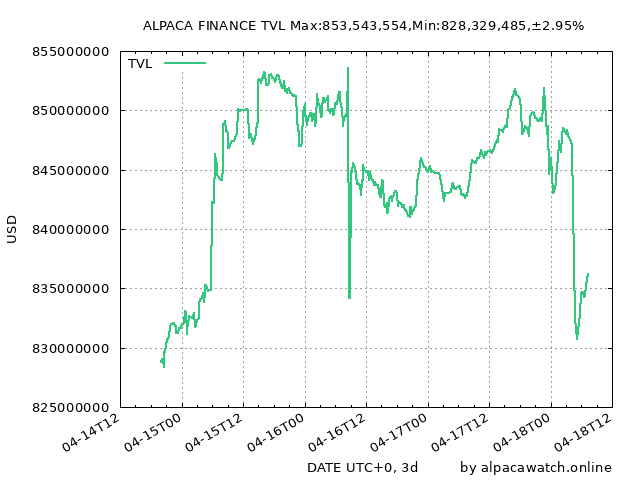 ALPACA FINANCE TVL Max:853,543,554,Min:828,329,485,±2.95%
TVL
855000000
850000000
845000000
840000000
835000000
830000000
825000000
USD
04-14T12
04-15T00
04-15T12
04-16T00
04-16T12
04-17T00
04-17T12
04-18T00
04-18T12
DATE UTC+0, 3d
by alpacawatch.online